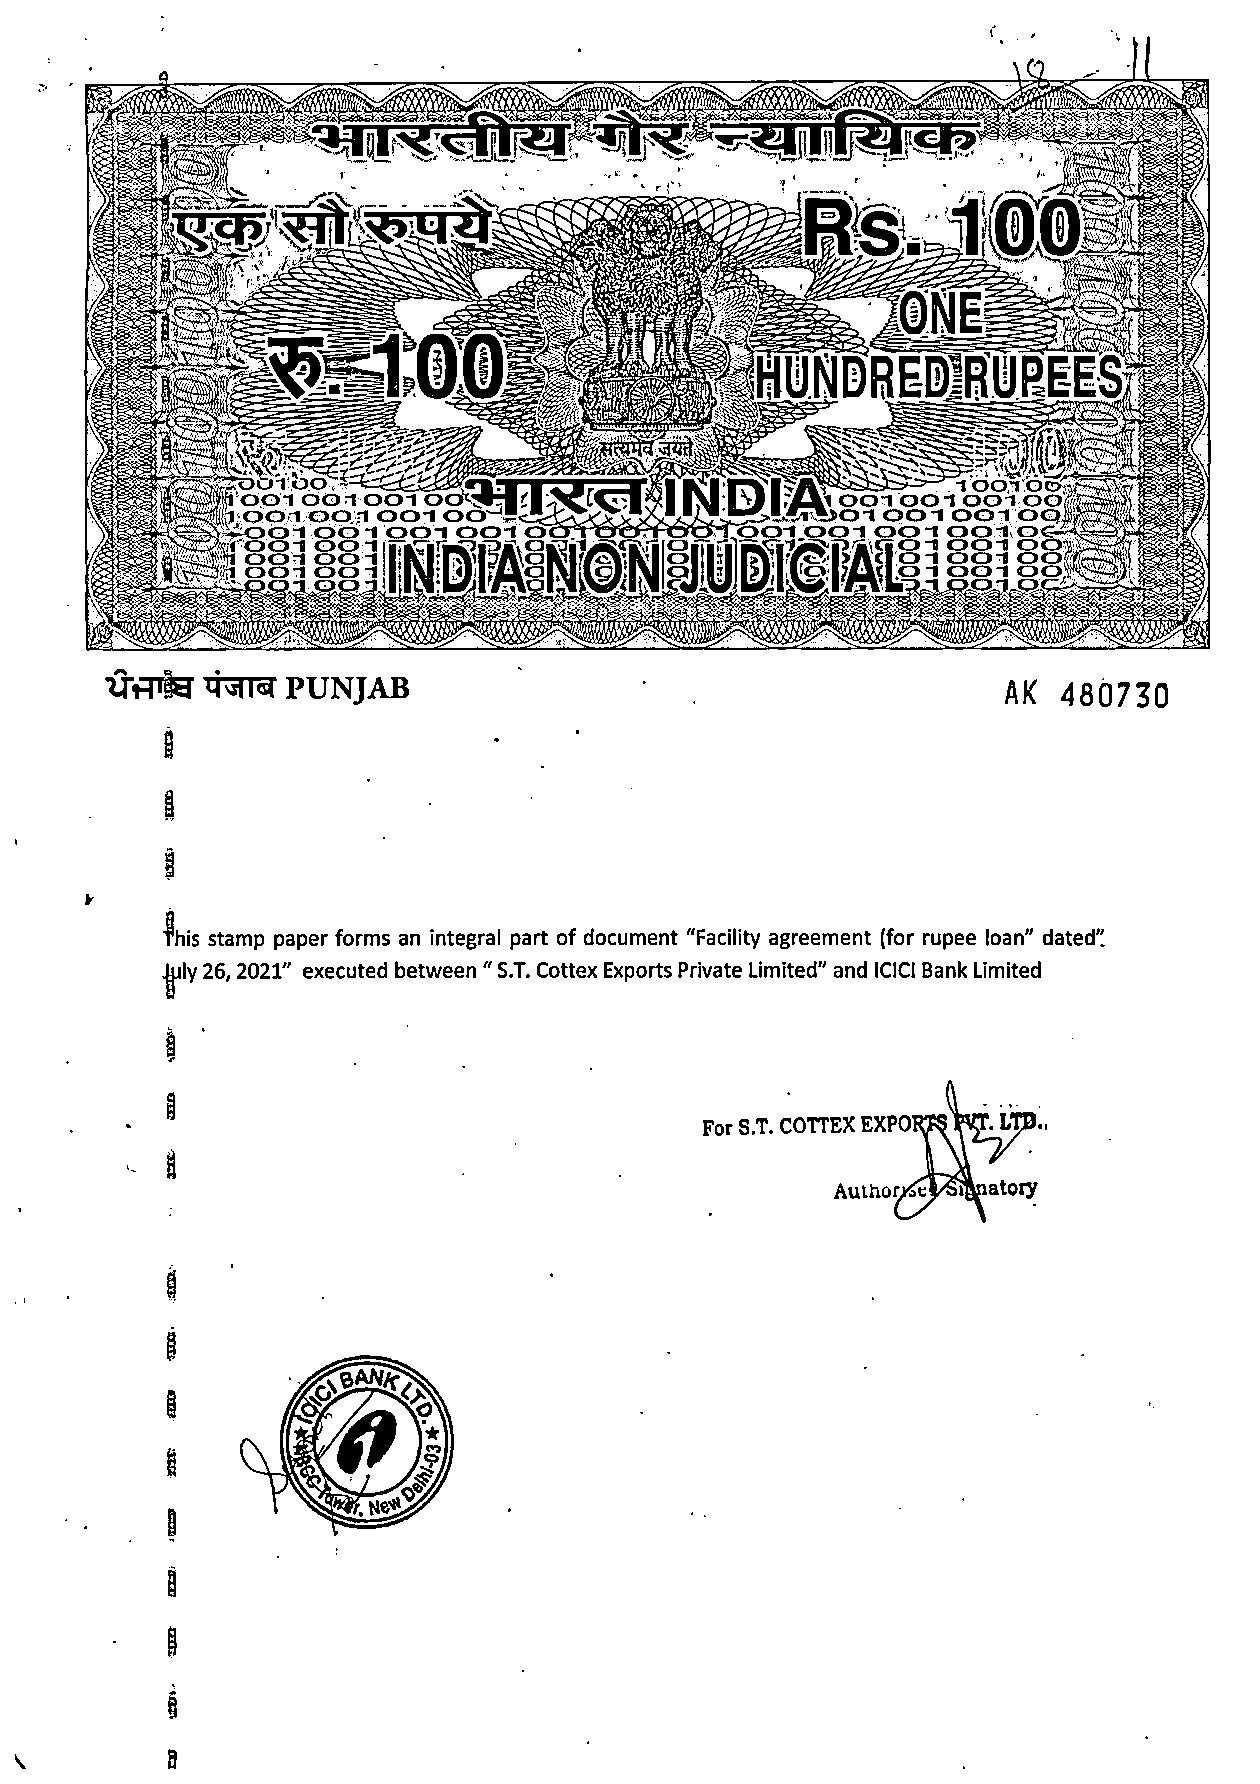 18 11
भारतीय गैर न्यायिक
एक सौ रुपये
Rs. 100
रु. 100
ONE
HUNDRED RUPEES
सत्यमेव जयते
भारत INDIA
INDIA NON JUDICIAL
ਪੰਜਾਬ पंजाब PUNJAB
AK 480730
This stamp paper forms an integral part of document "Facility agreement (for rupee loan" dated".
July 26, 2021" executed between " S.T. Cottex Exports Private Limited" and ICICI Bank Limited
For S.T. COTTEX EXPORTS PVT. LTD.,
Authorised Signatory
ICICI BANK LTD.
NBCC-Tower, New Delhi-03